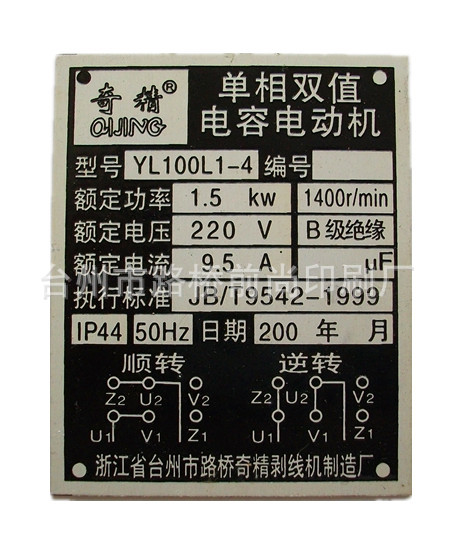 奇精® 单相双值
QIJING 电容电动机
型号 YL100L1-4 编号
额定功率 1.5 kw 1400r/min
额定电压 220 V B级绝缘
额定电流 9.5 A μF
台州市路桥前尚印刷厂
执行标准 JB/T9542-1999
IP44 50Hz 日期 200 年 月
顺转 逆转
Z2 U2 V2 Z2 U2 V2
U1 V1 Z1 U1 V1 Z1
浙江省台州市路桥奇精剥线机制造厂